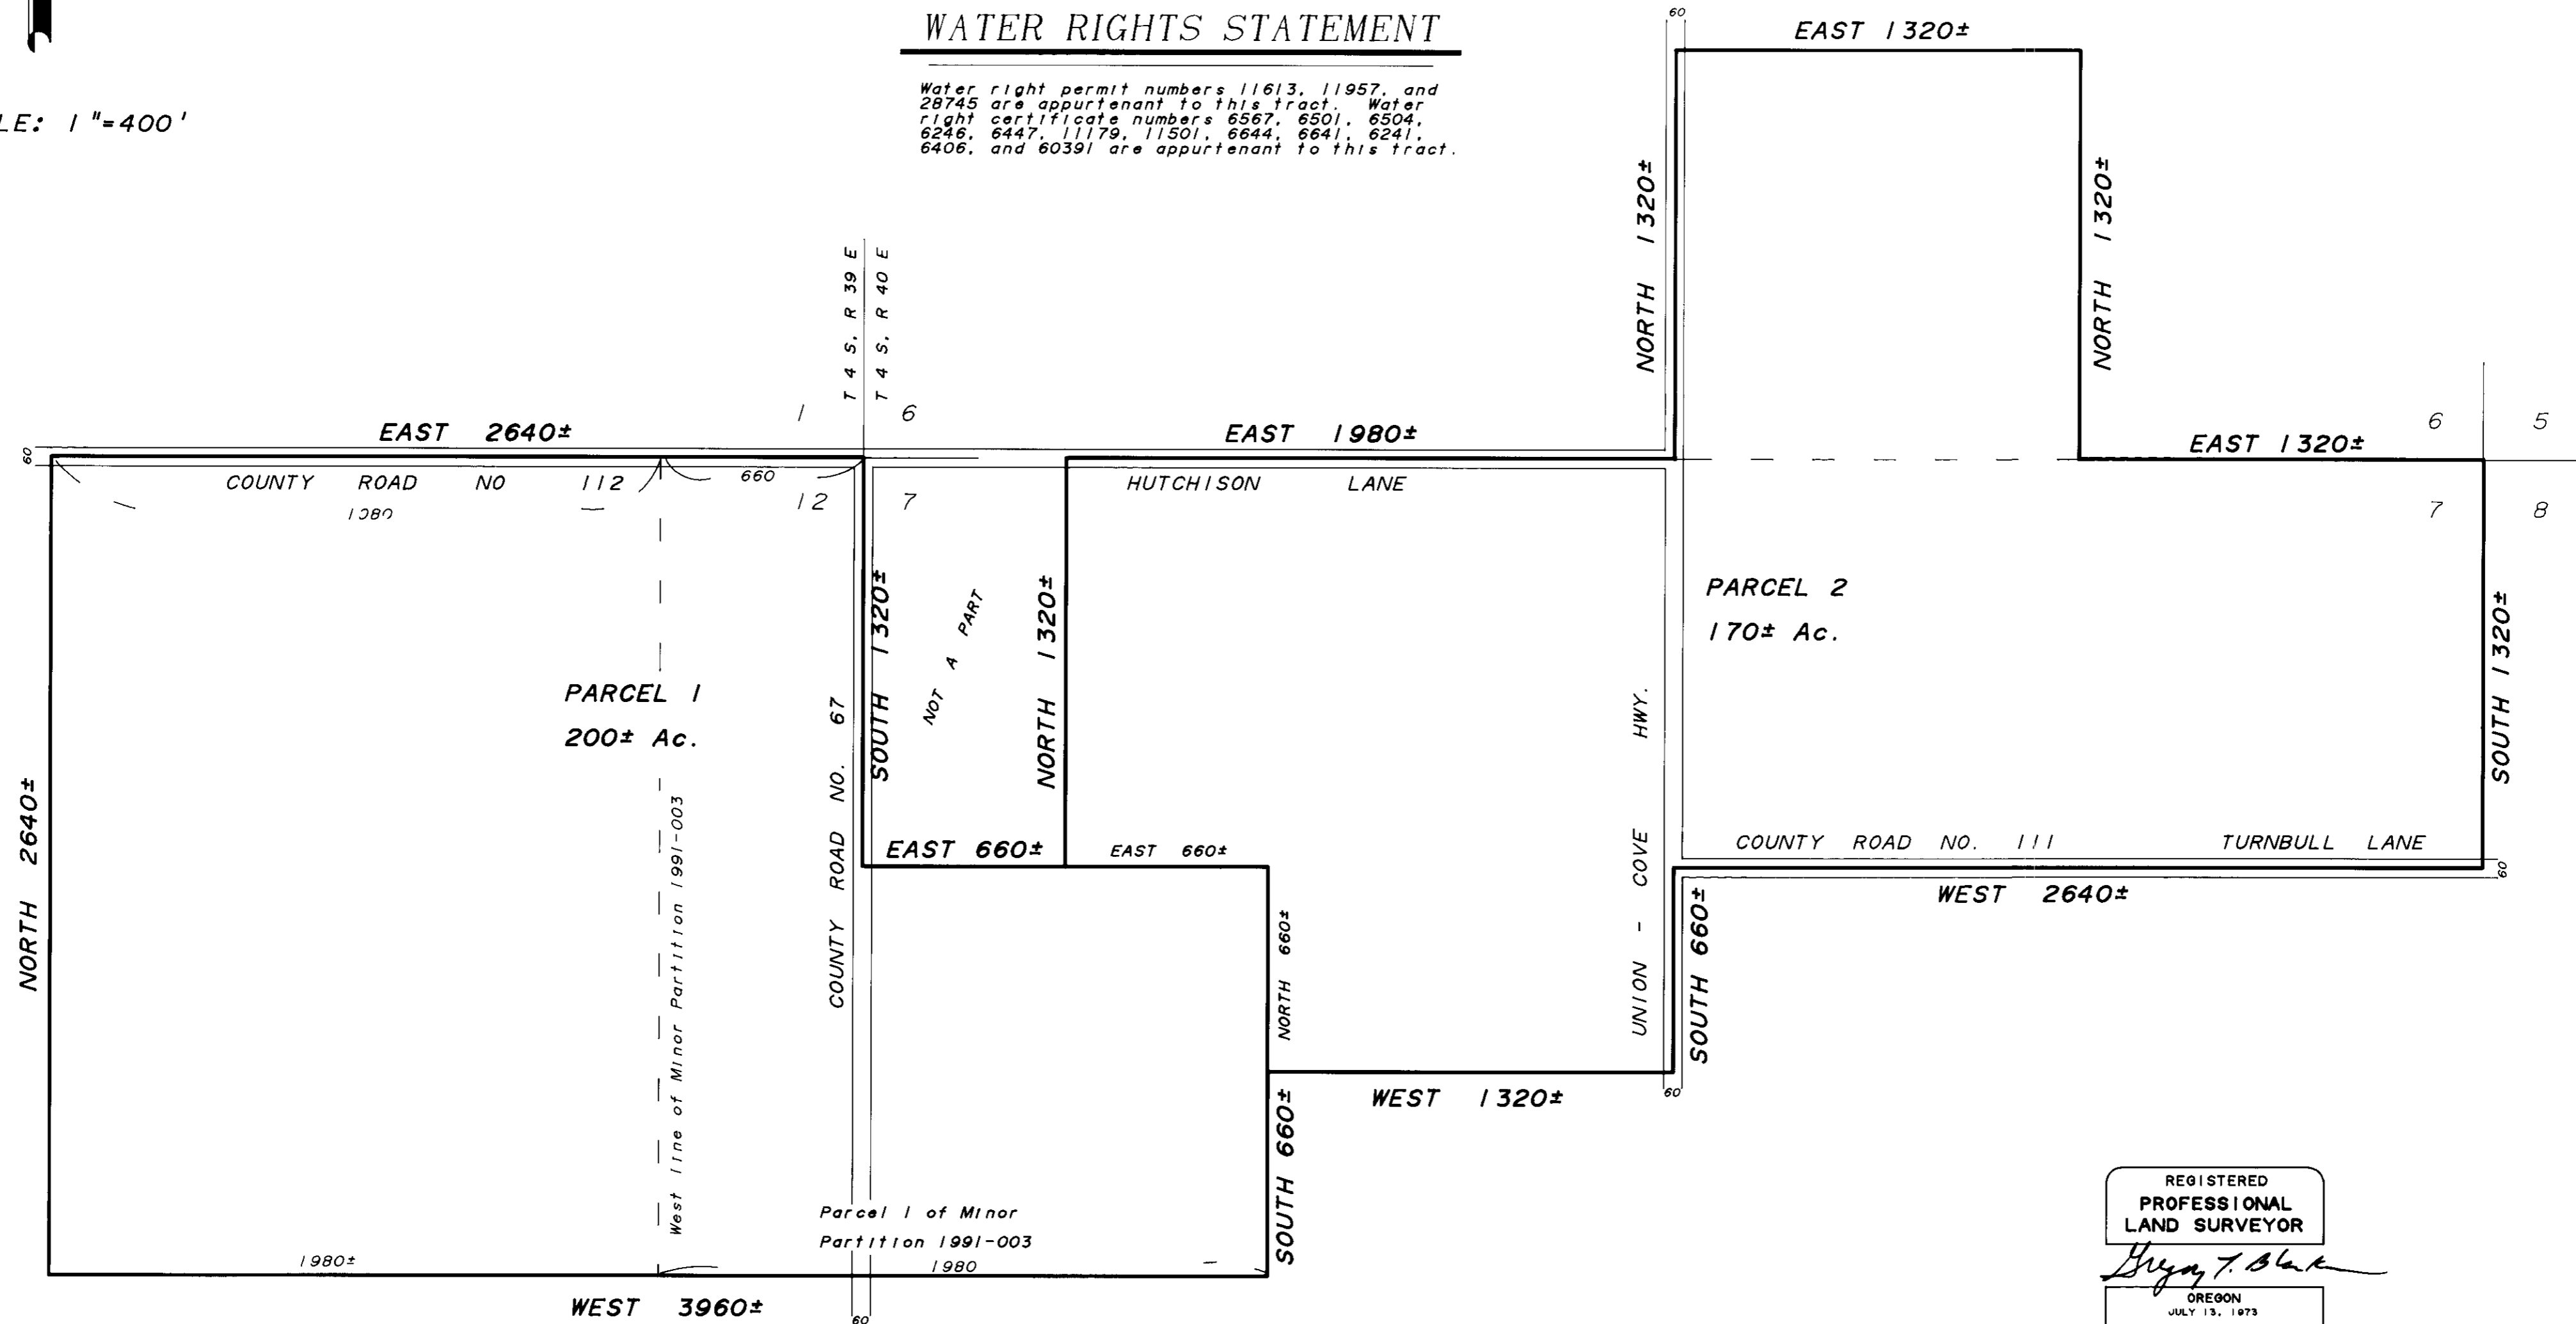 WATER RIGHTS STATEMENT
Water right permit numbers 11613, 11957, and
28745 are appurtenant to this tract. Water
right certificate numbers 6567, 6501, 6504,
6246, 6447, 11179, 11501, 6644, 6641, 6241,
6406, and 60391 are appurtenant to this tract.
LE: 1"=400'
60
EAST 1320±
NORTH 1320±
NORTH 1320±
T 4 S, R 39 E
T 4 S, R 40 E
1
6
6
5
60
EAST 2640±
EAST 1980±
EAST 1320±
COUNTY ROAD NO 112
660
12
7
HUTCHISON LANE
7
8
SOUTH 1320±
NOT A PART
NORTH 1320±
PARCEL 2
170± Ac.
SOUTH 1320±
PARCEL 1
200± Ac.
COUNTY ROAD NO. 67
UNION - COVE HWY.
NORTH 2640±
West line of Minor Partition 1991-003
EAST 660±
EAST 660±
COUNTY ROAD NO. 111
TURNBULL LANE
60
WEST 2640±
NORTH 660±
SOUTH 660±
60
WEST 1320±
SOUTH 660±
Parcel 1 of Minor
Partition 1991-003
1980±
1980
WEST 3960±
60
REGISTERED
PROFESSIONAL
LAND SURVEYOR
OREGON
JULY 13, 1973